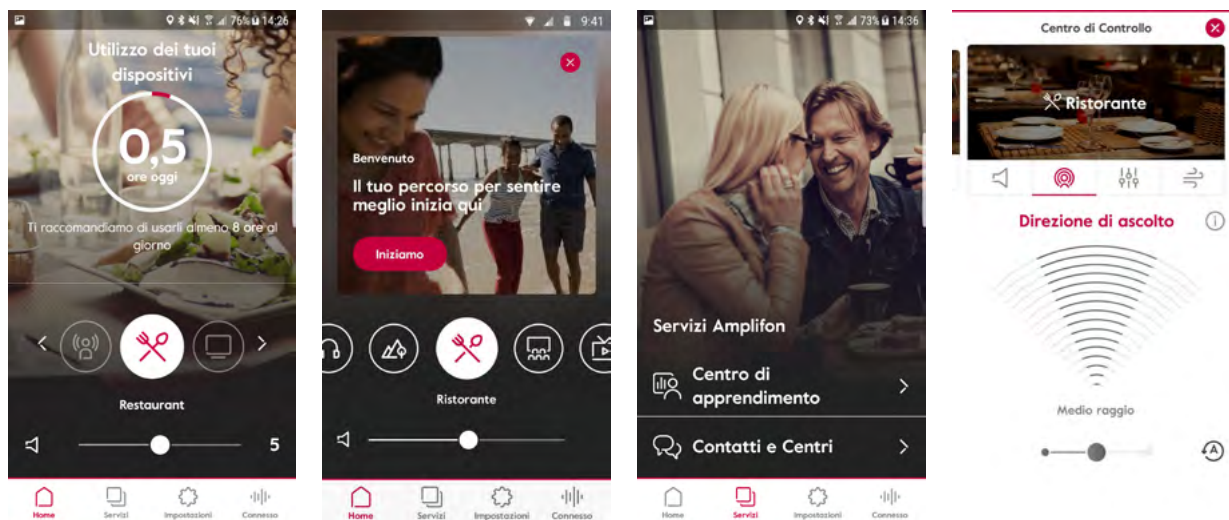 76% 14:26
Utilizzo dei tuoi
dispositivi
0,5
ore oggi
Ti raccomandiamo di usarli almeno 8 ore al
giorno
Restaurant
5
Home Servizi Impostazioni Connesso
9:41
Benvenuto
Il tuo percorso per sentire
meglio inizia qui
Iniziamo
Ristorante
Home Servizi Impostazioni Connesso
73% 14:36
Servizi Amplifon
Centro di
apprendimento
Contatti e Centri
Home Servizi Impostazioni Connesso
Centro di Controllo
Ristorante
Direzione di ascolto
Medio raggio
A